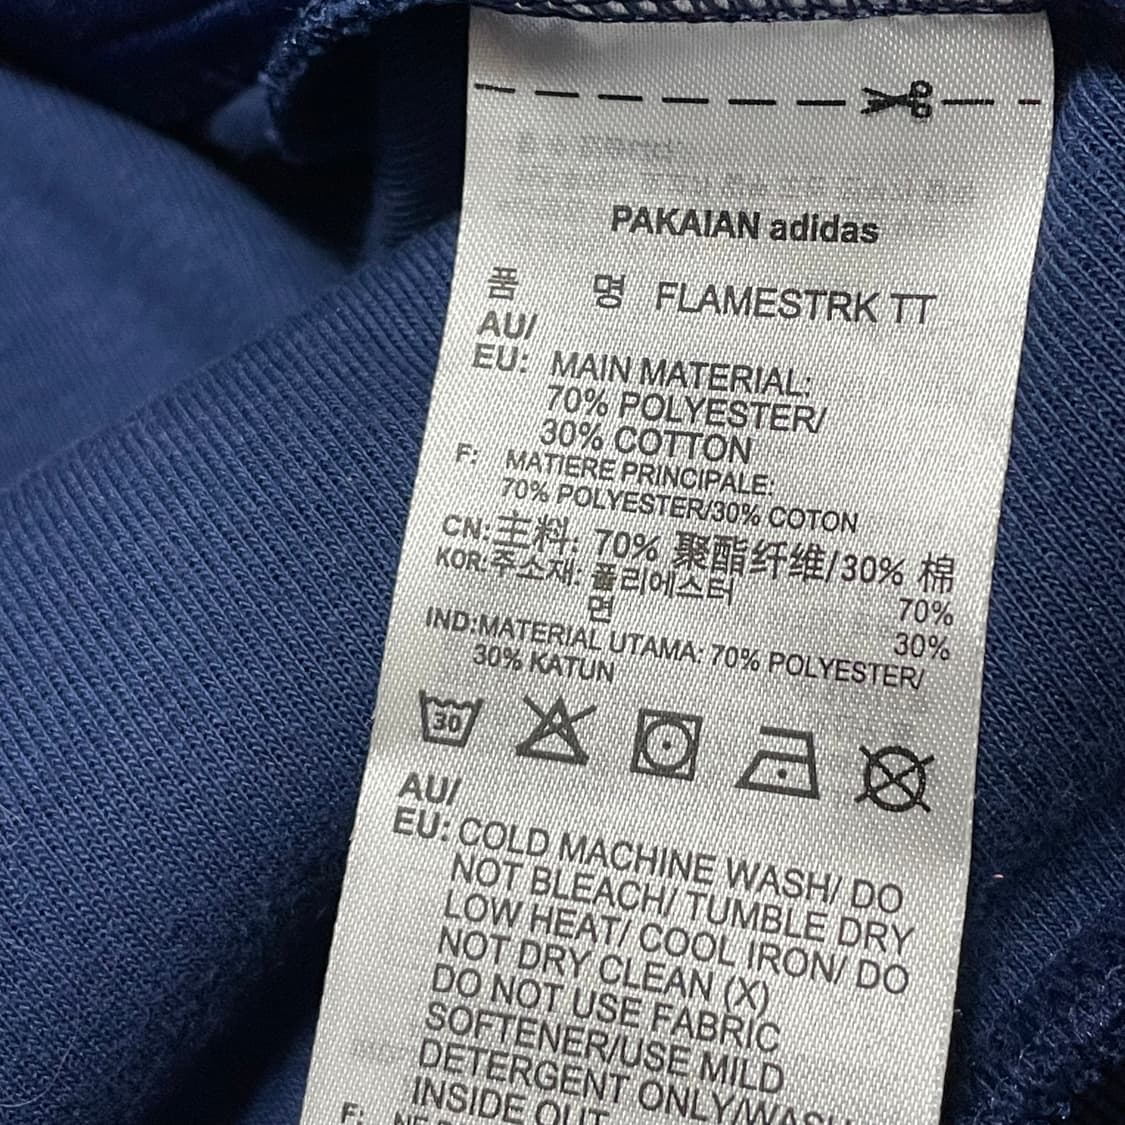 PAKAIAN adidas
품 명 FLAMESTRK TT
AU/
EU: MAIN MATERIAL:
70% POLYESTER/
30% COTTON
F: MATIERE PRINCIPALE:
70% POLYESTER/30% COTON
CN:主料: 70% 聚酯纤维/30% 棉
KOR:주소재: 폴리에스터 70%
면 30%
IND:MATERIAL UTAMA: 70% POLYESTER/
30% KATUN
30
AU/
EU: COLD MACHINE WASH/ DO
NOT BLEACH/ TUMBLE DRY
LOW HEAT/ COOL IRON/ DO
NOT DRY CLEAN (X)
DO NOT USE FABRIC
SOFTENER/USE MILD
DETERGENT ONLY/WASH
INSIDE OUT
F: